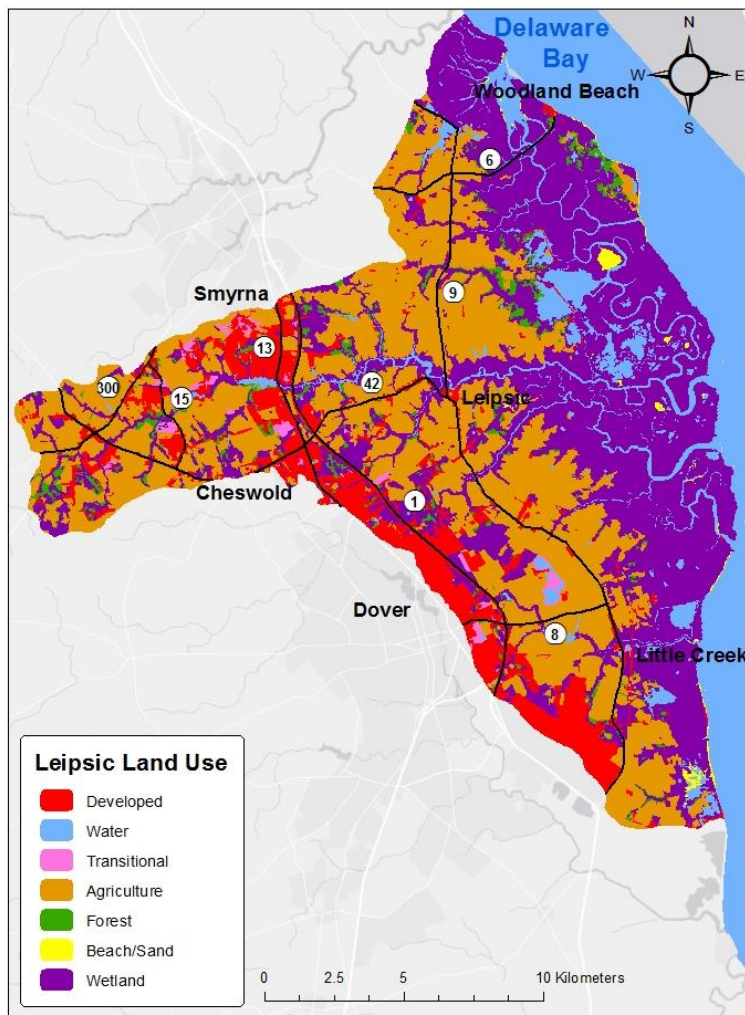 Delaware
Bay
N
W
E
S
Woodland Beach
6
9
Smyrna
13
42
300
15
Leipsic
Cheswold
1
Dover
8
Little Creek
Leipsic Land Use
Developed
Water
Transitional
Agriculture
Forest
Beach/Sand
Wetland
0 2.5 5 10 Kilometers